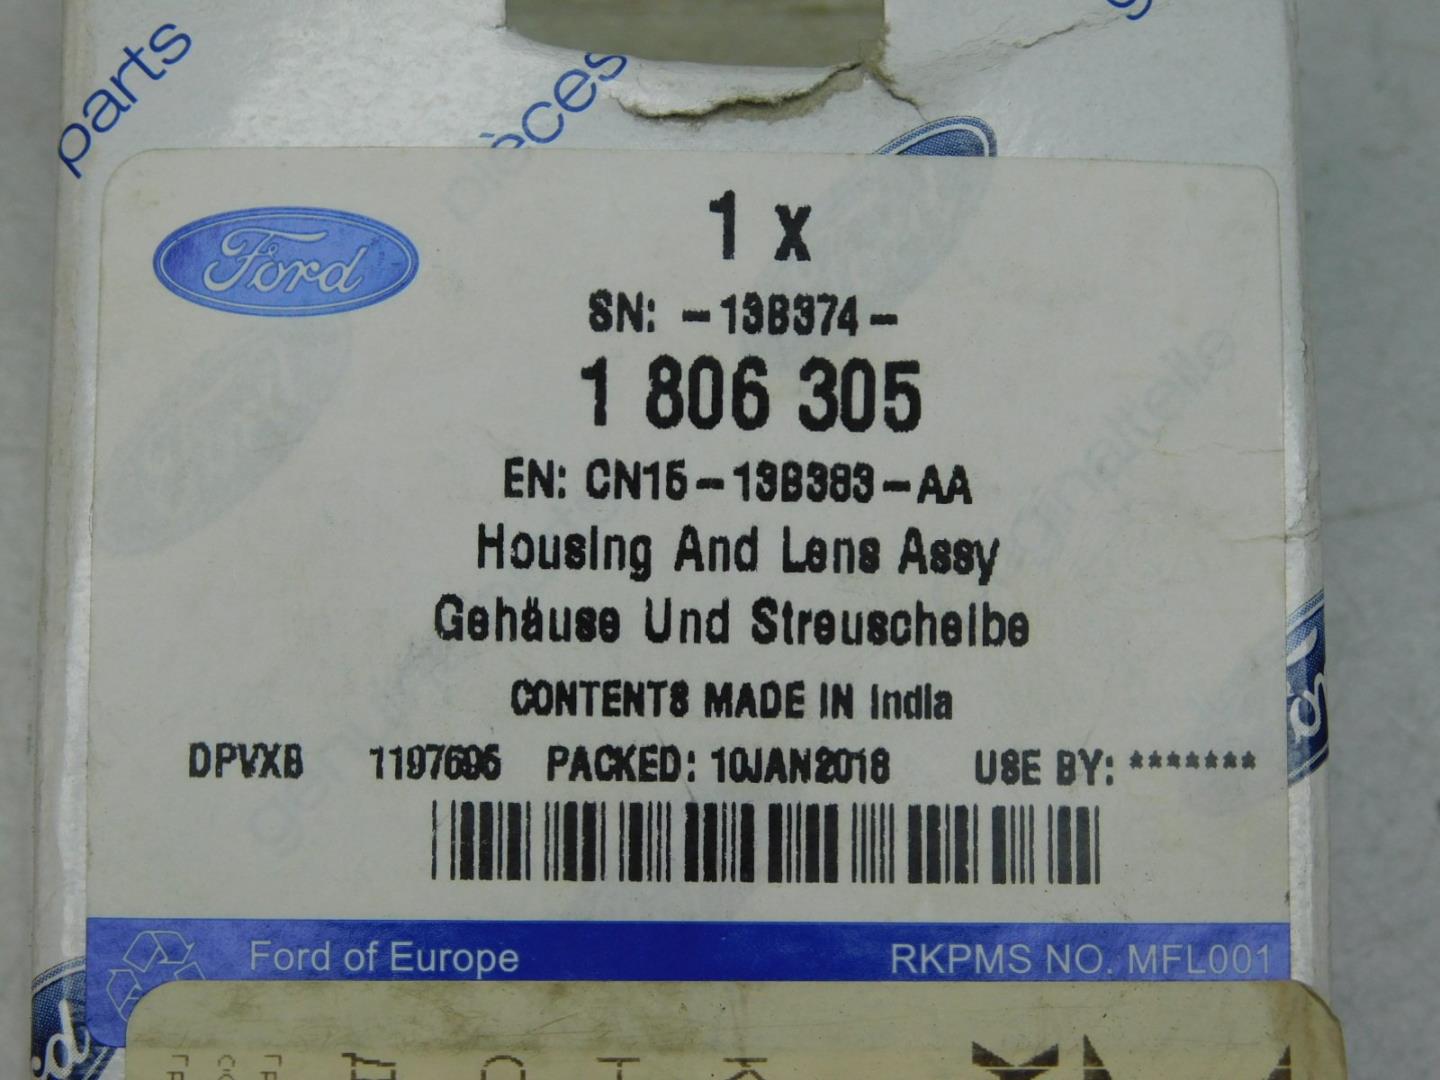 parts
pièces
Ford
1 x
SN: -13B374-
1 806 305
EN: CN15-13B383-AA
Housing And Lens Assy
Gehäuse Und Streuscheibe
CONTENTS MADE IN India
DPVXB 1197695 PACKED: 10JAN2018 USE BY: *******
Ford of Europe RKPMS NO. MFL001